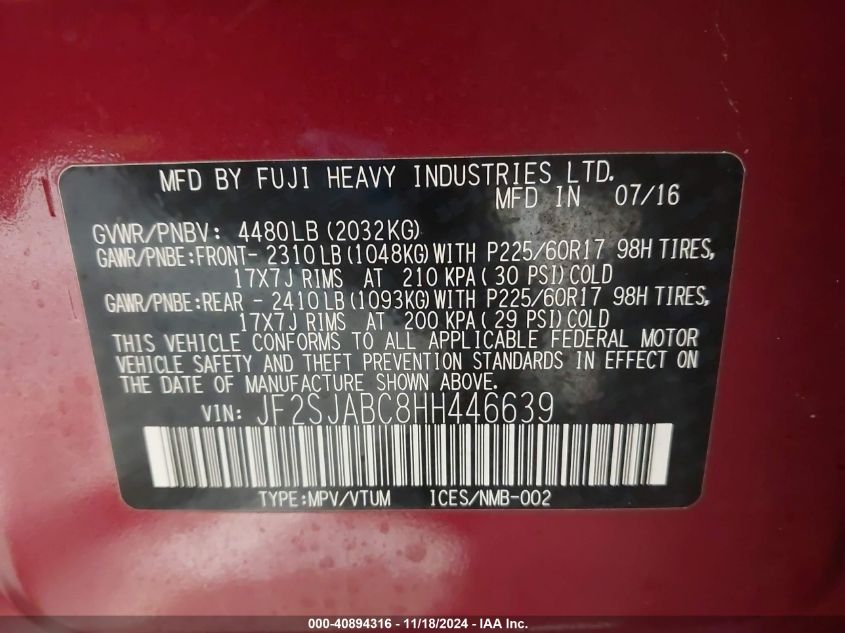 MFD BY FUJI HEAVY INDUSTRIES LTD.
MFD IN 07/16
GVWR/PNBV: 4480LB(2032KG)
GAWR/PNBE:FRONT- 2310LB(1048KG)WITH P225/60R17 98H TIRES,
17X7J RIMS AT 210 KPA( 30 PSI)COLD
GAWR/PNBE:REAR - 2410LB(1093KG)WITH P225/60R17 98H TIRES,
17X7J RIMS AT 200 KPA( 29 PSI)COLD
THIS VEHICLE CONFORMS TO ALL APPLICABLE FEDERAL MOTOR
VEHICLE SAFETY AND THEFT PREVENTION STANDARDS IN EFFECT ON
THE DATE OF MANUFACTURE SHOWN ABOVE.
VIN: JF2SJABC8HH446639
TYPE:MPV/VTUM ICES/NMB-002
000-40894316 - 11/18/2024 - IAA Inc.